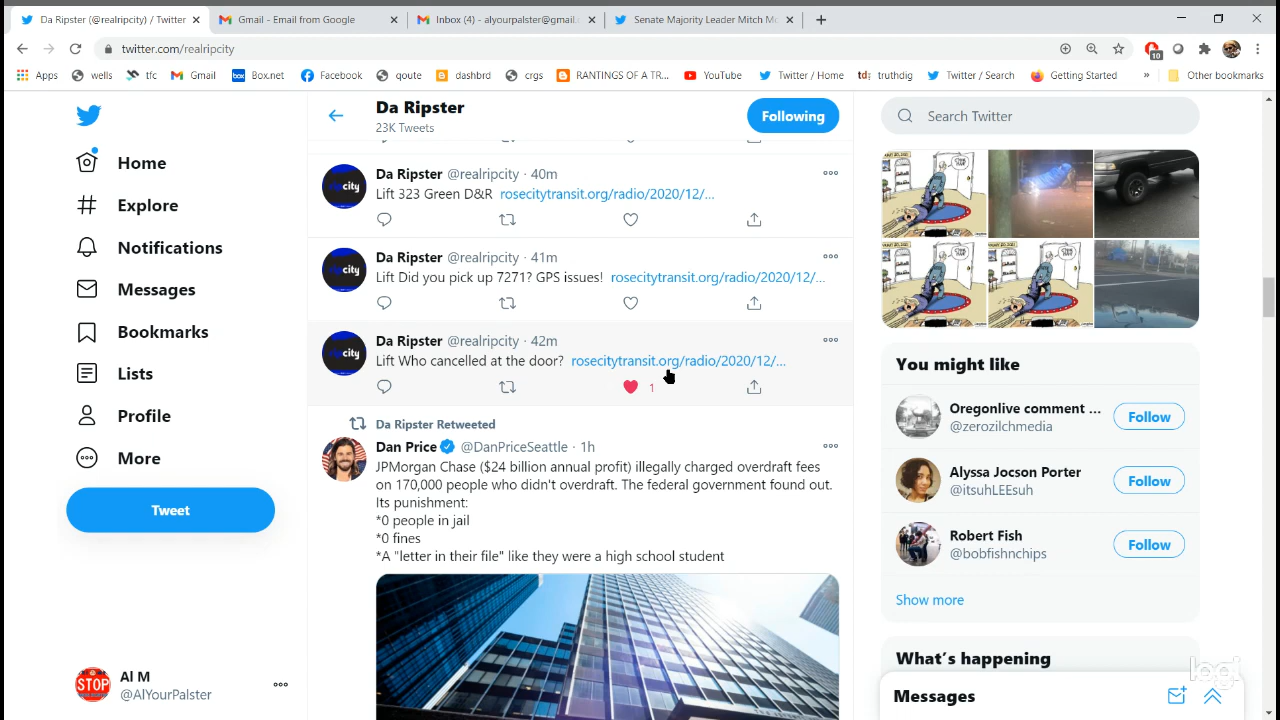 Da Ripster (@realripcity) / Twitter
Gmail - Email from Google
Inbox (4) - alyourpalster@gmail.
Senate Majority Leader Mitch Mc
twitter.com/realripcity
10
Apps
wells
tfc
Gmail
box
Box.net
Facebook
qoute
dashbrd
crgs
RANTINGS OF A TR...
YouTube
Twitter / Home
td:
truthdig
Twitter / Search
Getting Started
»
Other bookmarks
Home
Explore
Notifications
Messages
Bookmarks
Lists
Profile
More
Tweet
Al M
@AlYourPalster
STOP
Da Ripster
23K Tweets
Following
Da Ripster @realripcity · 40m
Lift 323 Green D&R rosecitytransit.org/radio/2020/12/...
Da Ripster @realripcity · 41m
Lift Did you pick up 7271? GPS issues! rosecitytransit.org/radio/2020/12/...
Da Ripster @realripcity · 42m
Lift Who cancelled at the door? rosecitytransit.org/radio/2020/12/...
1
Da Ripster Retweeted
Dan Price @DanPriceSeattle · 1h
JPMorgan Chase ($24 billion annual profit) illegally charged overdraft fees
on 170,000 people who didn't overdraft. The federal government found out.
Its punishment:
*0 people in jail
*0 fines
*A "letter in their file" like they were a high school student
Search Twitter
You might like
Oregonlive comment ...
@zerozilchmedia
Follow
Alyssa Jocson Porter
@itsuhLEEsuh
Follow
Robert Fish
@bobfishnchips
Follow
Show more
What's happening
Messages